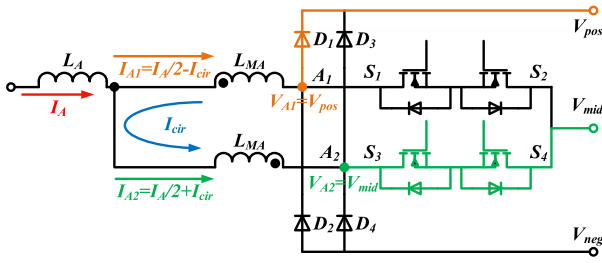 V_pos
D_1 D_3
L_A I_A1=I_A/2-I_cir L_MA A_1 S_1 S_2
I_A V_A1=V_pos V_mid
I_cir
L_MA A_2 S_3 S_4
I_A2=I_A/2+I_cir V_A2=V_mid
D_2 D_4 V_neg